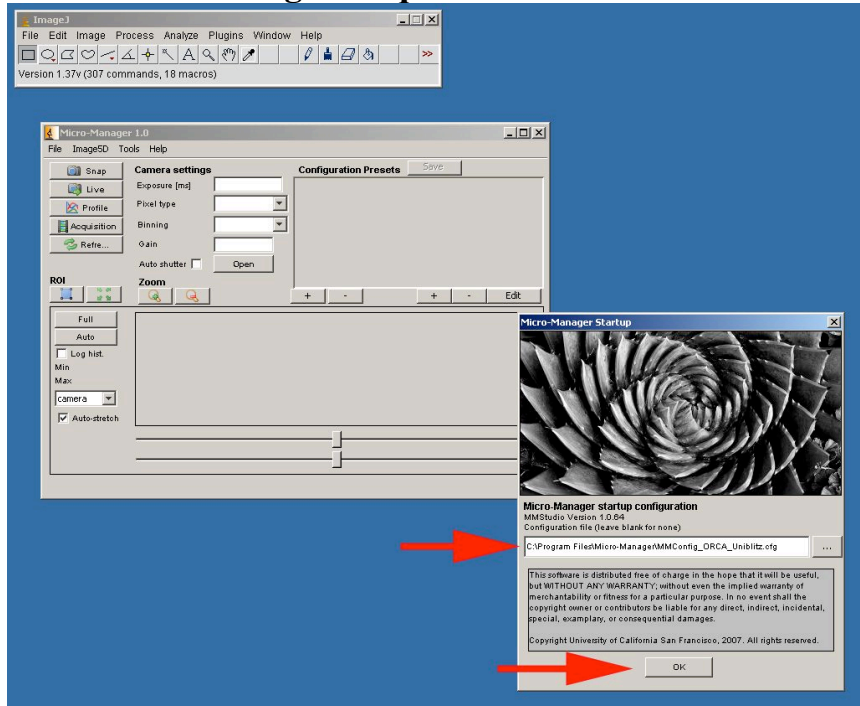 ImageJ
File Edit Image Process Analyze Plugins Window Help
A >>
Version 1.37v (307 commands, 18 macros)
Micro-Manager 1.0
File Image5D Tools Help
Snap
Live
Profile
Acquisition
Refre...
Camera settings
Exposure [ms]
Pixel type
Binning
Gain
Auto shutter Open
Configuration Presets Save
ROI
Zoom
+ - + - Edit
Full
Auto
Log hist.
Min
Max
camera
Auto-stretch
Micro-Manager Startup
Micro-Manager startup configuration
MMStudio Version 1.0.64
Configuration file (leave blank for none)
C:\Program Files\Micro-Manager\MMConfig_ORCA_Uniblitz.cfg ...
This software is distributed free of charge in the hope that it will be useful,
but WITHOUT ANY WARRANTY; without even the implied warranty of
merchantability or fitness for a particular purpose. In no event shall the
copyright owner or contributors be liable for any direct, indirect, incidental,
special, examplary, or consequential damages.
Copyright University of California San Francisco, 2007. All rights reserved.
OK